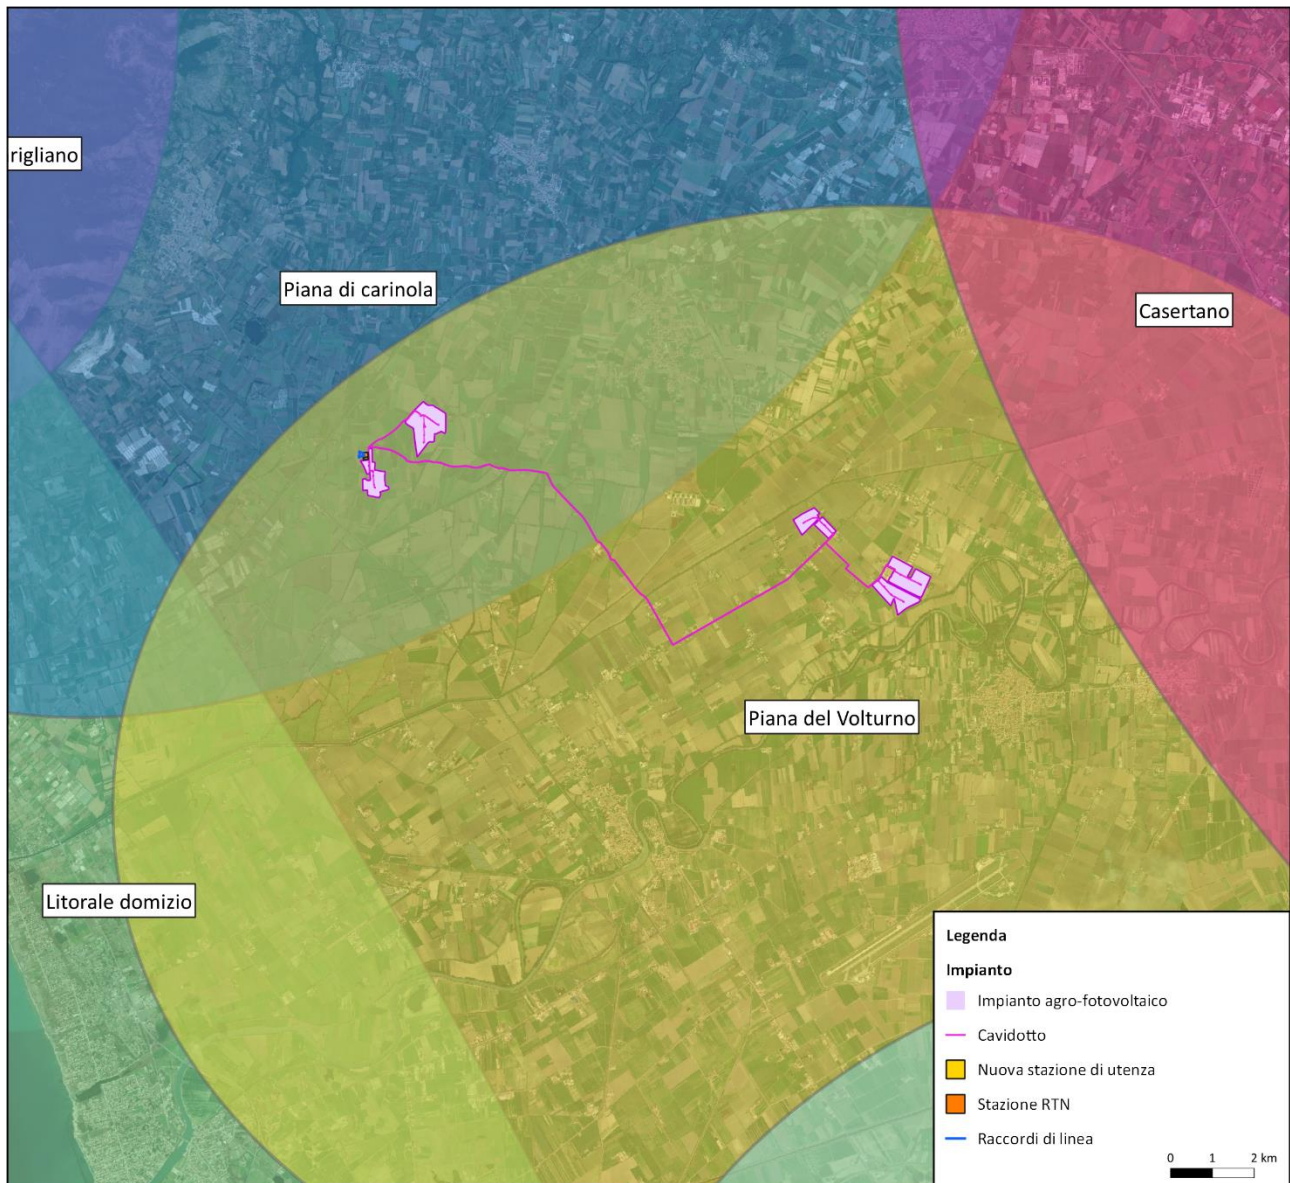 rigliano
Piana di carinola
Casertano
Piana del Volturno
Litorale domizio
Legenda
Impianto
Impianto agro-fotovoltaico
Cavidotto
Nuova stazione di utenza
Stazione RTN
Raccordi di linea
0 1 2 km